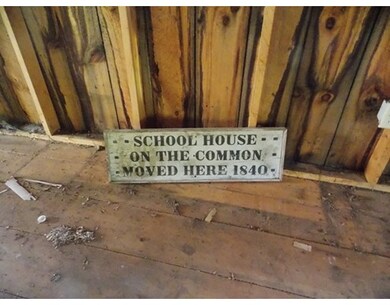 · SCHOOL HOUSE ·
· ON THE COMMON ·
· MOVED HERE 1840 ·